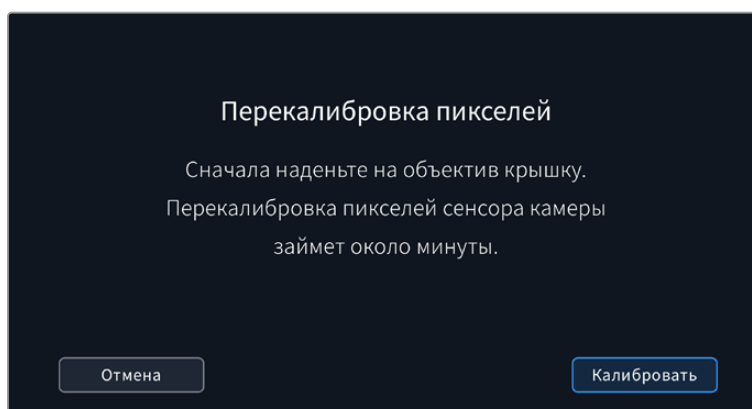 Перекалибровка пикселей
Сначала наденьте на объектив крышку.
Перекалибровка пикселей сенсора камеры
займет около минуты.
Отмена
Калибровать